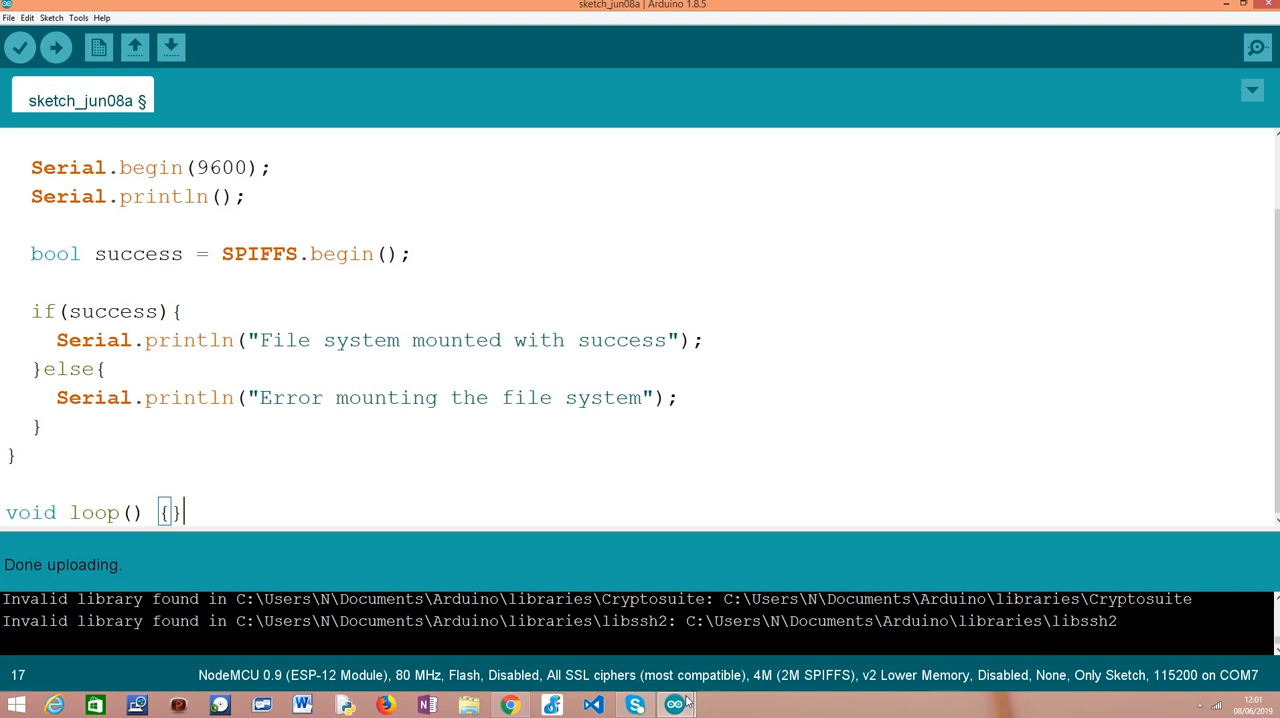 sketch_jun08a | Arduino 1.8.5
File Edit Sketch Tools Help
sketch_jun08a §
Serial.begin(9600);
Serial.println();
bool success = SPIFFS.begin();
if(success){
Serial.println("File system mounted with success");
}else{
Serial.println("Error mounting the file system");
}
}
void loop() {}
Done uploading.
Invalid library found in C:\Users\N\Documents\Arduino\libraries\Cryptosuite: C:\Users\N\Documents\Arduino\libraries\Cryptosuite
Invalid library found in C:\Users\N\Documents\Arduino\libraries\libssh2: C:\Users\N\Documents\Arduino\libraries\libssh2
17
NodeMCU 0.9 (ESP-12 Module), 80 MHz, Flash, Disabled, All SSL ciphers (most compatible), 4M (2M SPIFFS), v2 Lower Memory, Disabled, None, Only Sketch, 115200 on COM7
12:01
08/06/2019